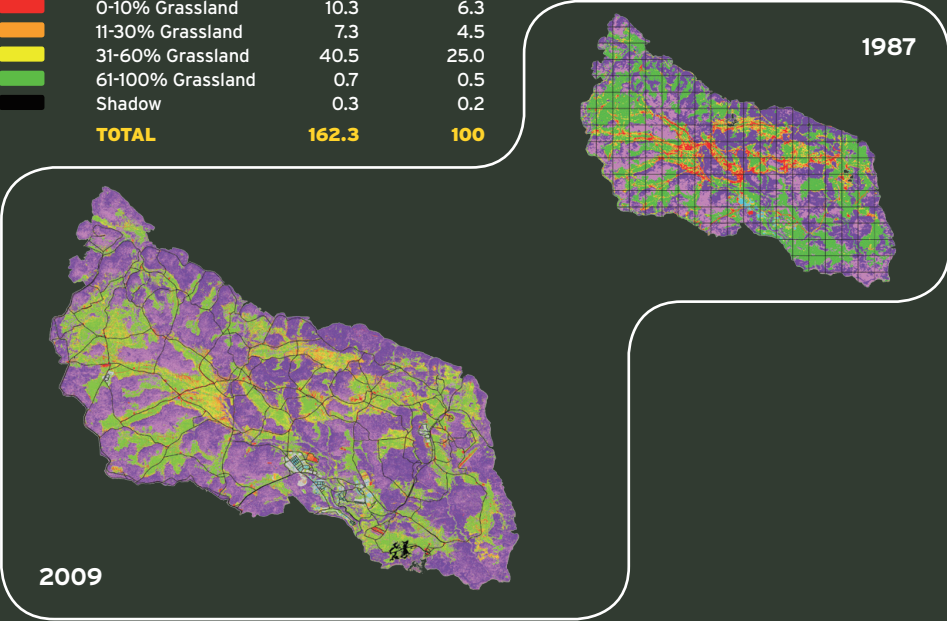 0-10% Grassland 10.3 6.3
11-30% Grassland 7.3 4.5
31-60% Grassland 40.5 25.0
61-100% Grassland 0.7 0.5
Shadow 0.3 0.2
TOTAL 162.3 100
1987
2009